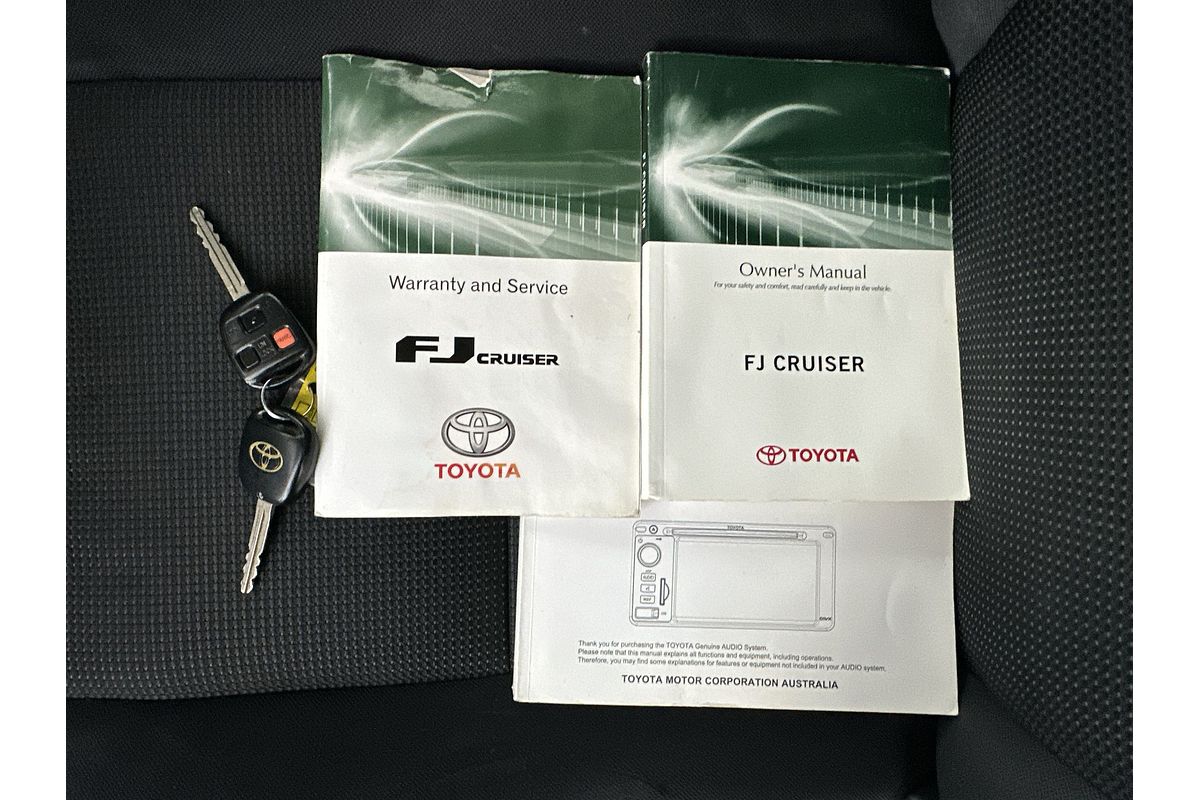 Warranty and Service
FJ CRUISER
TOYOTA
Owner's Manual
For your safety and comfort, read carefully and keep in the vehicle.
FJ CRUISER
TOYOTA
TOYOTA
AUDIO
MAP
Thank you for purchasing the TOYOTA Genuine AUDIO System.
Please note that this manual explains all functions and equipment, including operations.
Therefore, you may find some explanations for features or equipment not included in your AUDIO system.
TOYOTA MOTOR CORPORATION AUSTRALIA